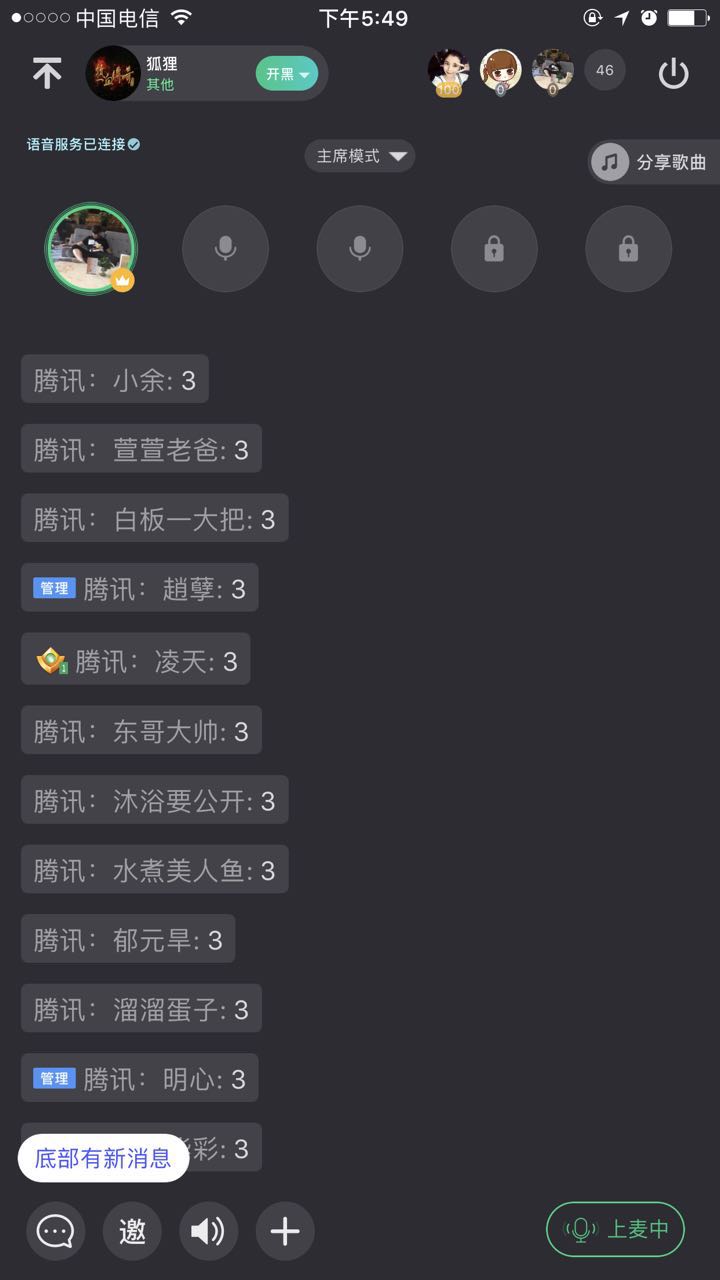 中国电信 下午5:49
狐狸
其他
开黑
100
0
0
46
语音服务已连接
主席模式
分享歌曲
腾讯：小余: 3
腾讯：萱萱老爸: 3
腾讯：白板一大把: 3
管理 腾讯：趙孽: 3
1 腾讯：凌天: 3
腾讯：东哥大帅: 3
腾讯：沐浴要公开: 3
腾讯：水煮美人鱼: 3
腾讯：郁元旱: 3
腾讯：溜溜蛋子: 3
管理 腾讯：明心: 3
彩: 3
底部有新消息
邀
上麦中